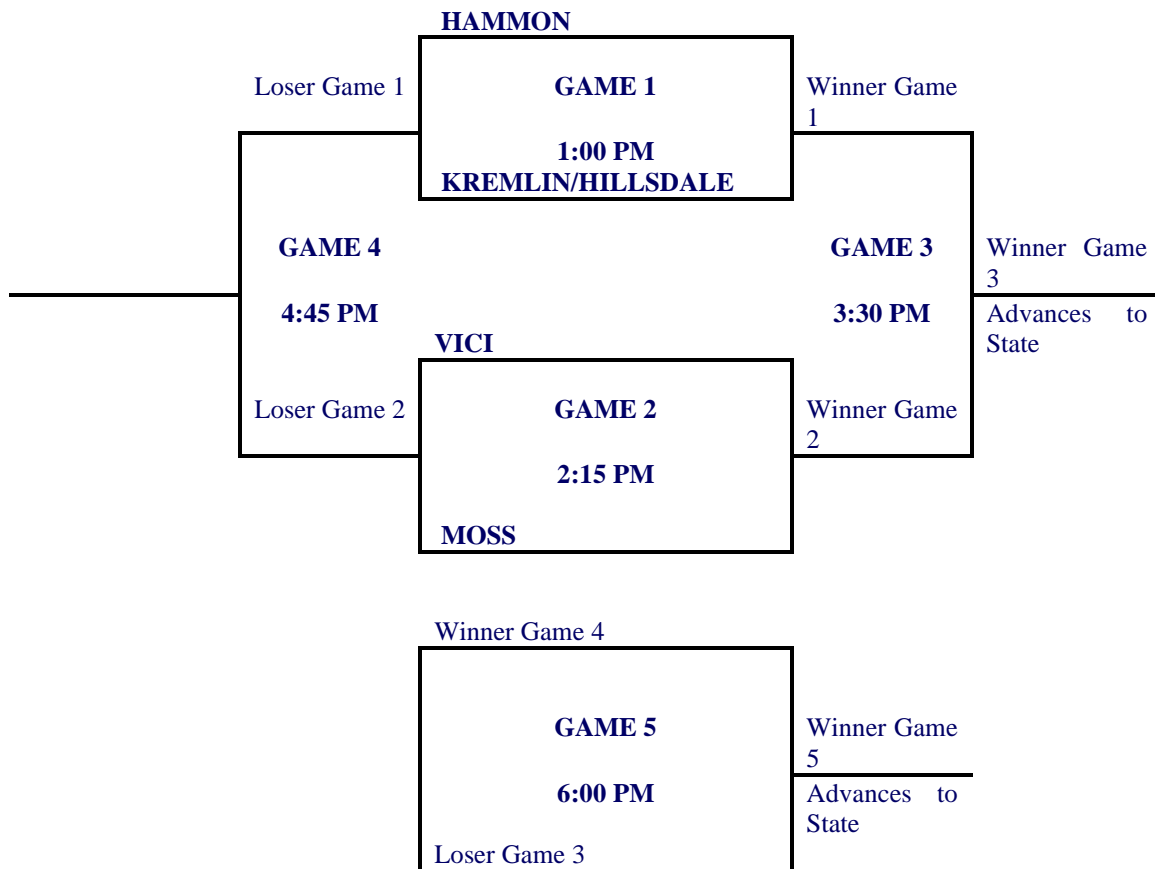 HAMMON
Loser Game 1
GAME 1
Winner Game
1
1:00 PM
KREMLIN/HILLSDALE
GAME 4
GAME 3
Winner Game
3
4:45 PM
3:30 PM
Advances to
State
VICI
Loser Game 2
GAME 2
Winner Game
2
2:15 PM
MOSS
Winner Game 4
GAME 5
Winner Game
5
6:00 PM
Advances to
State
Loser Game 3